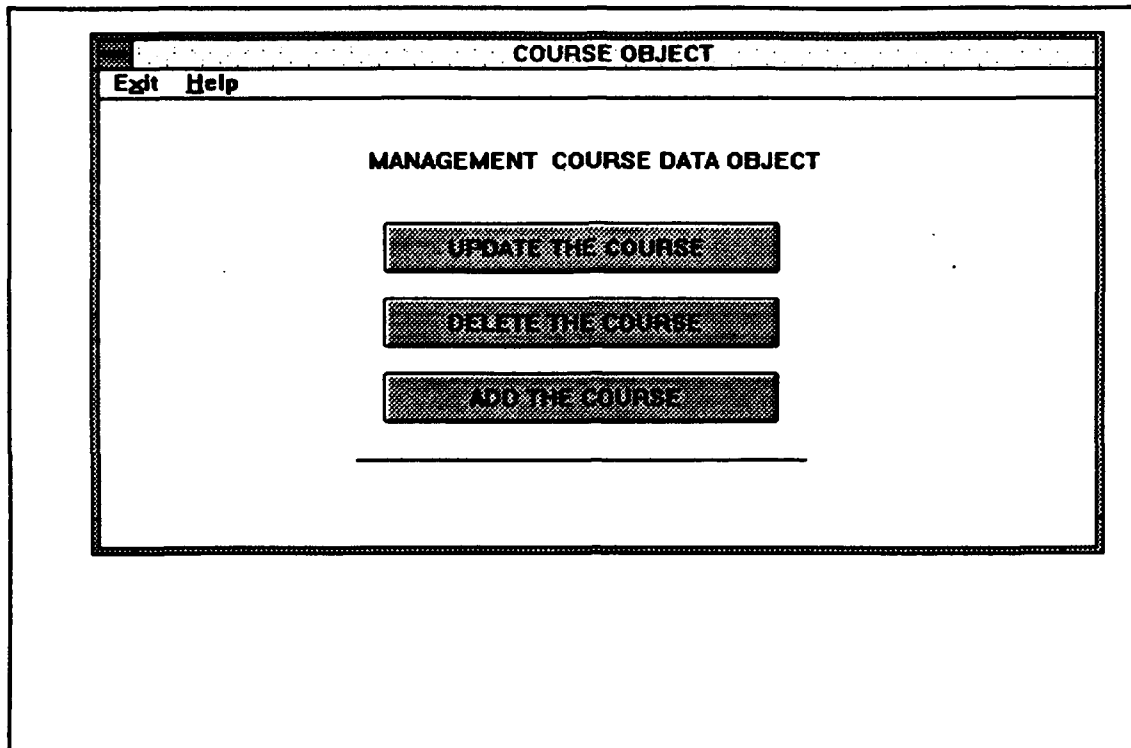 COURSE OBJECT
Exit Help
MANAGEMENT COURSE DATA OBJECT
UPDATE THE COURSE
DELETE THE COURSE
ADD THE COURSE